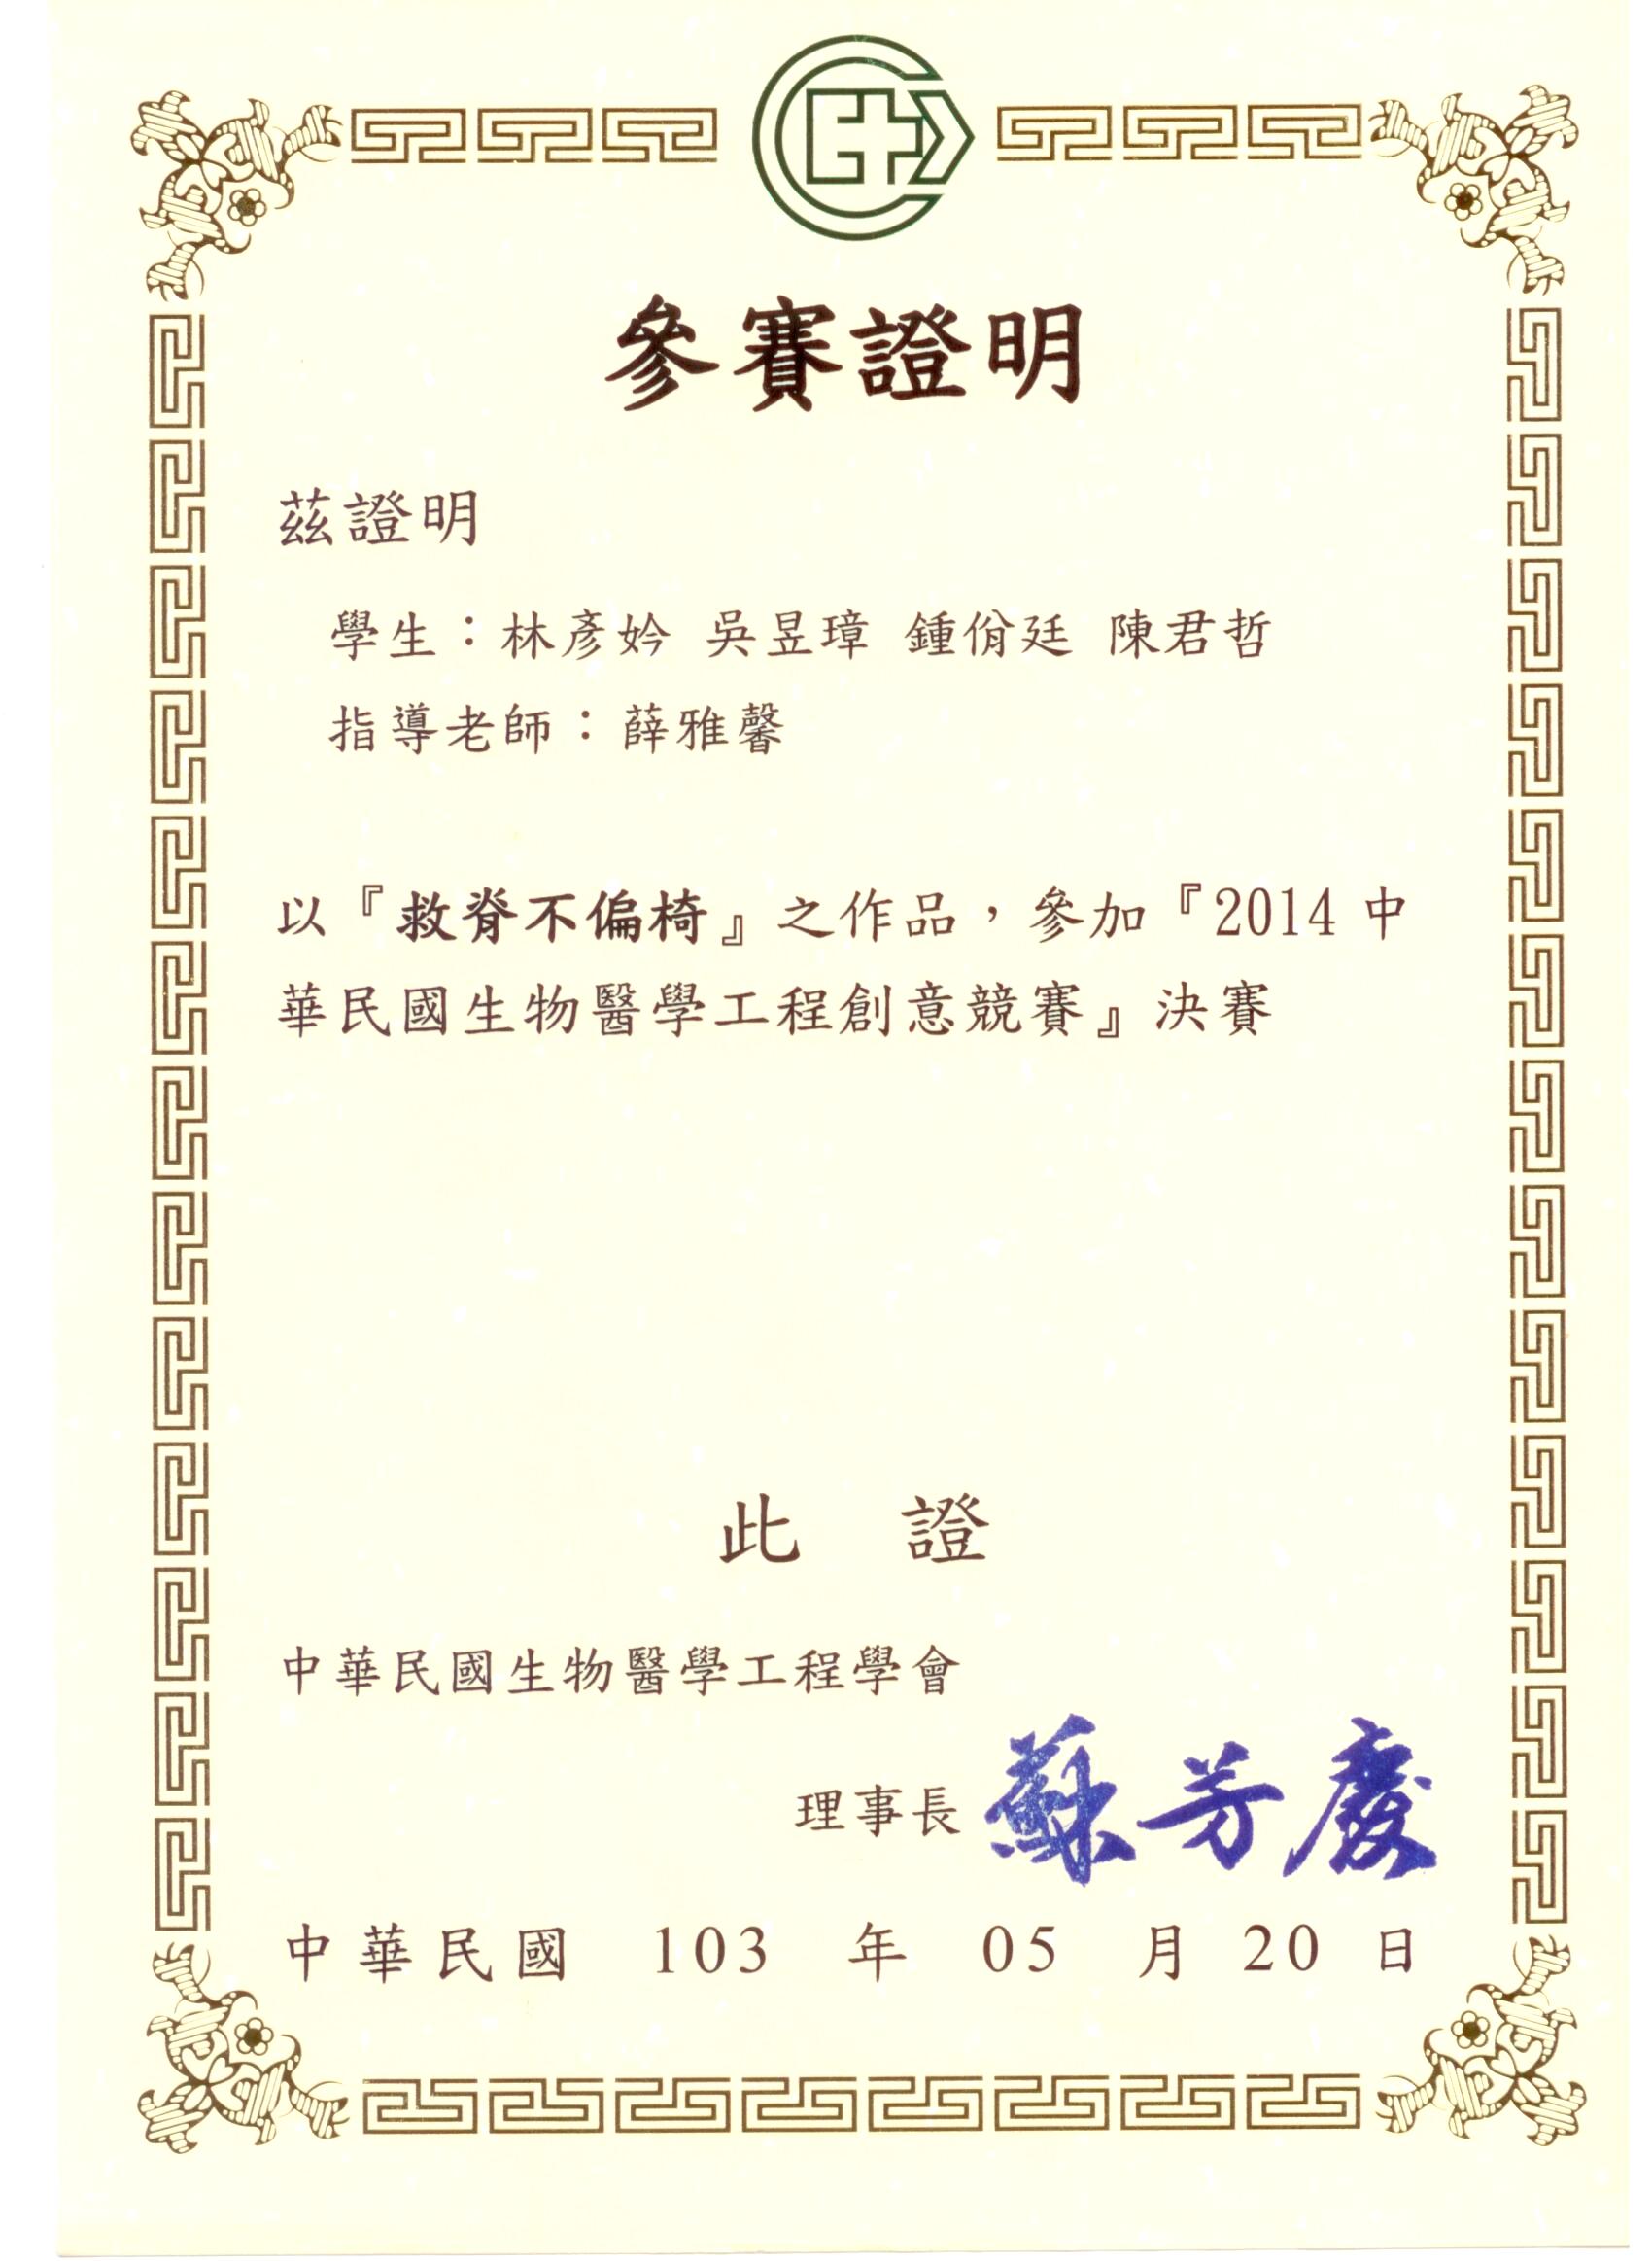 參賽證明
茲證明
學生：林彥妗 吳昱璋 鍾佾廷 陳君哲
指導老師：薛雅馨
以『救脊不偏椅』之作品，參加『2014 中
華民國生物醫學工程創意競賽』決賽
此 證
中華民國生物醫學工程學會
理事長 蘇芳慶
中華民國 103 年 05 月 20 日